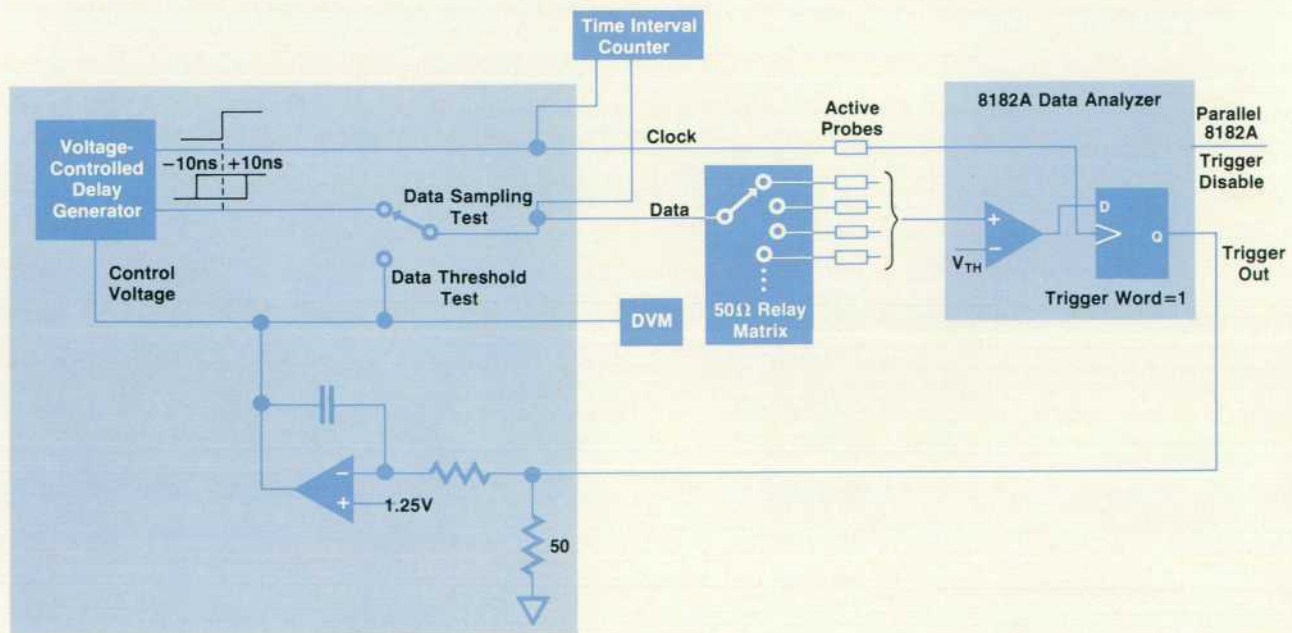 Time Interval
Counter
Voltage-
Controlled
Delay
Generator
−10ns
+10ns
Clock
Active
Probes
8182A Data Analyzer
Parallel
8182A
Trigger
Disable
Data Sampling
Test
Data
D
Q
+
−
VTH
Trigger
Out
Control
Voltage
Data Threshold
Test
DVM
50Ω Relay
Matrix
Trigger Word=1
−
+
1.25V
50